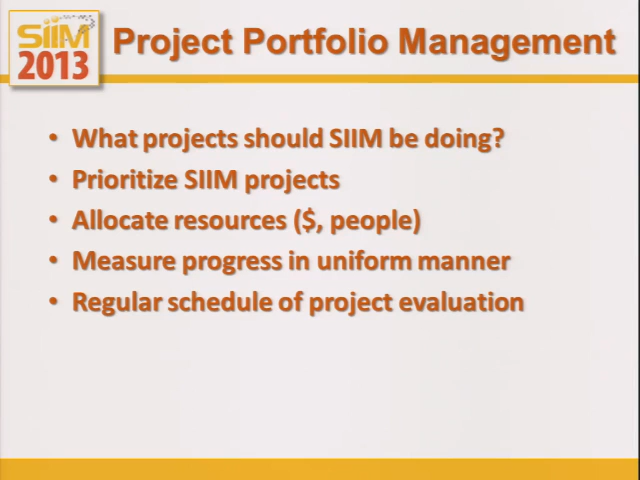 SIIM
2013
Project Portfolio Management
• What projects should SIIM be doing?
• Prioritize SIIM projects
• Allocate resources ($, people)
• Measure progress in uniform manner
• Regular schedule of project evaluation